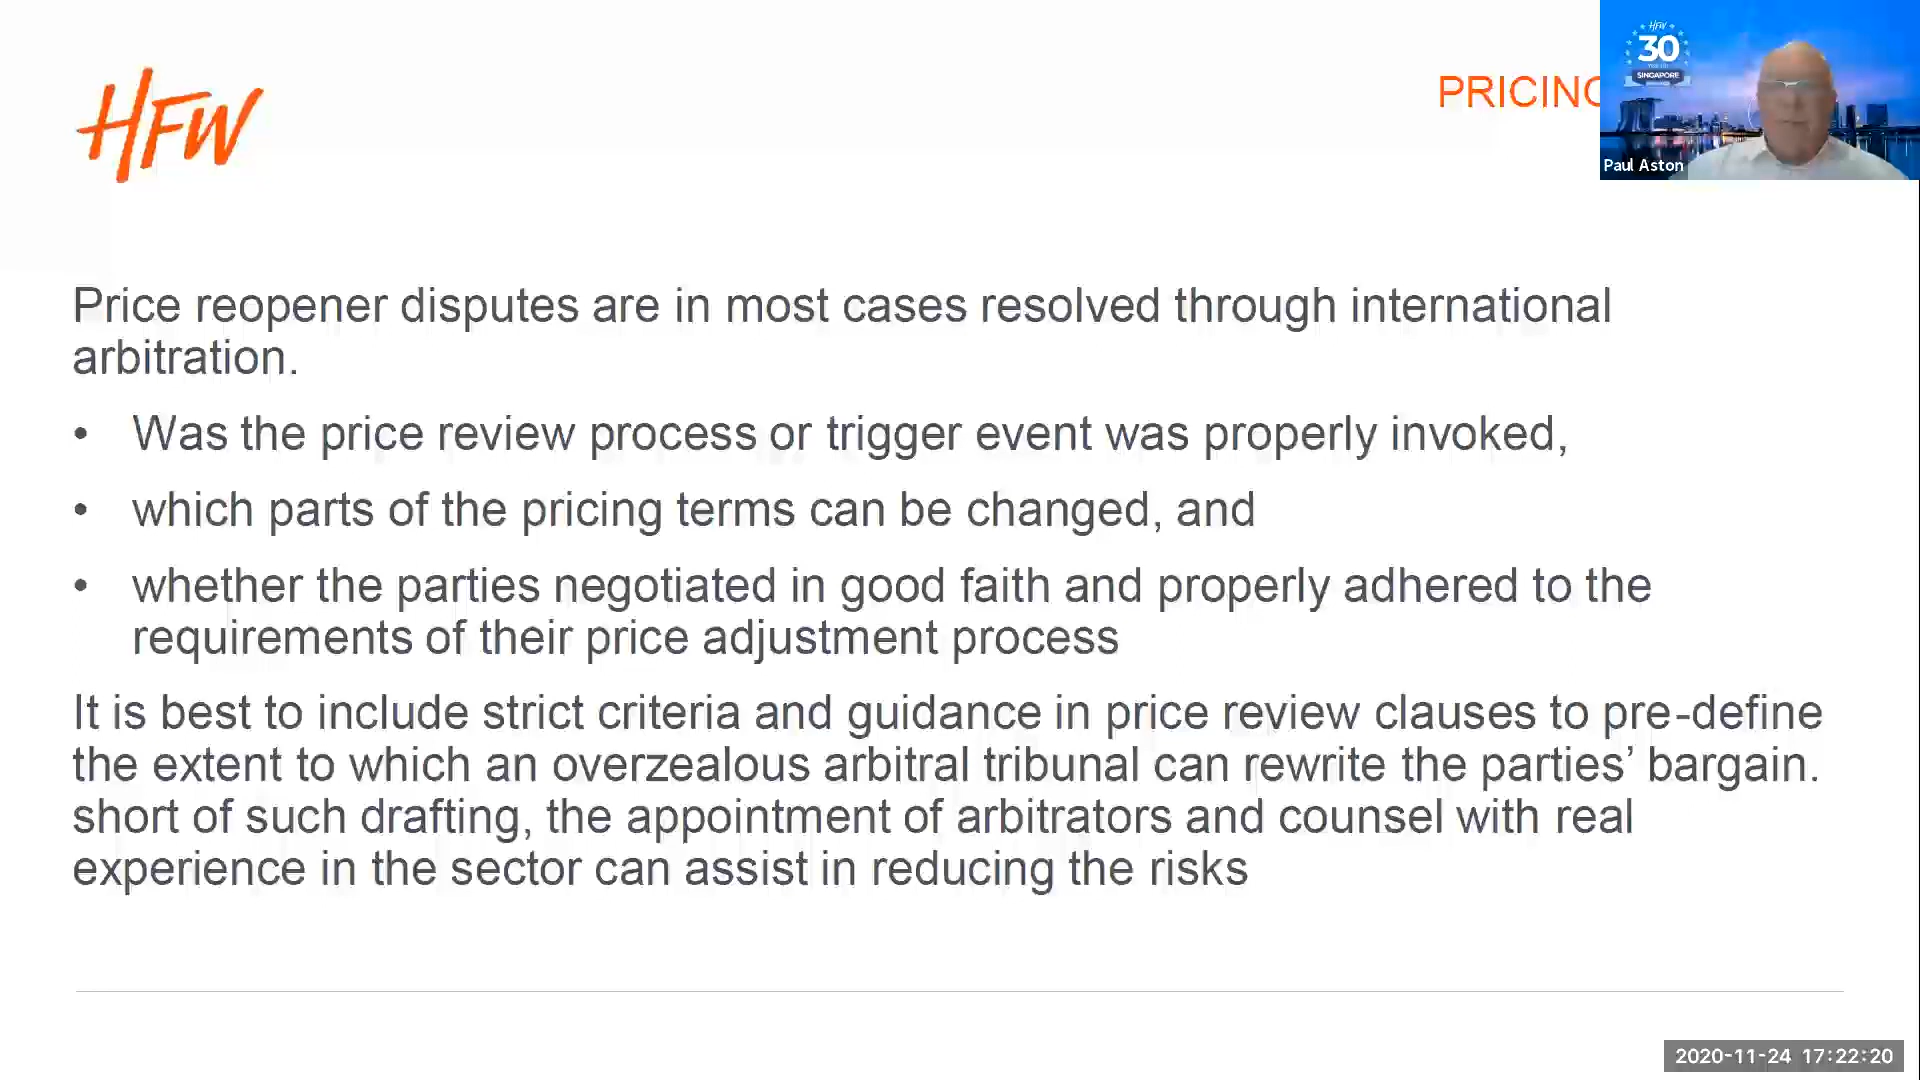 HFW
PRICING
HFW
30
SINGAPORE
Paul Aston
Price reopener disputes are in most cases resolved through international
arbitration.
• Was the price review process or trigger event was properly invoked,
• which parts of the pricing terms can be changed, and
• whether the parties negotiated in good faith and properly adhered to the
requirements of their price adjustment process
It is best to include strict criteria and guidance in price review clauses to pre-define
the extent to which an overzealous arbitral tribunal can rewrite the parties’ bargain.
short of such drafting, the appointment of arbitrators and counsel with real
experience in the sector can assist in reducing the risks
2020-11-24 17:22:20